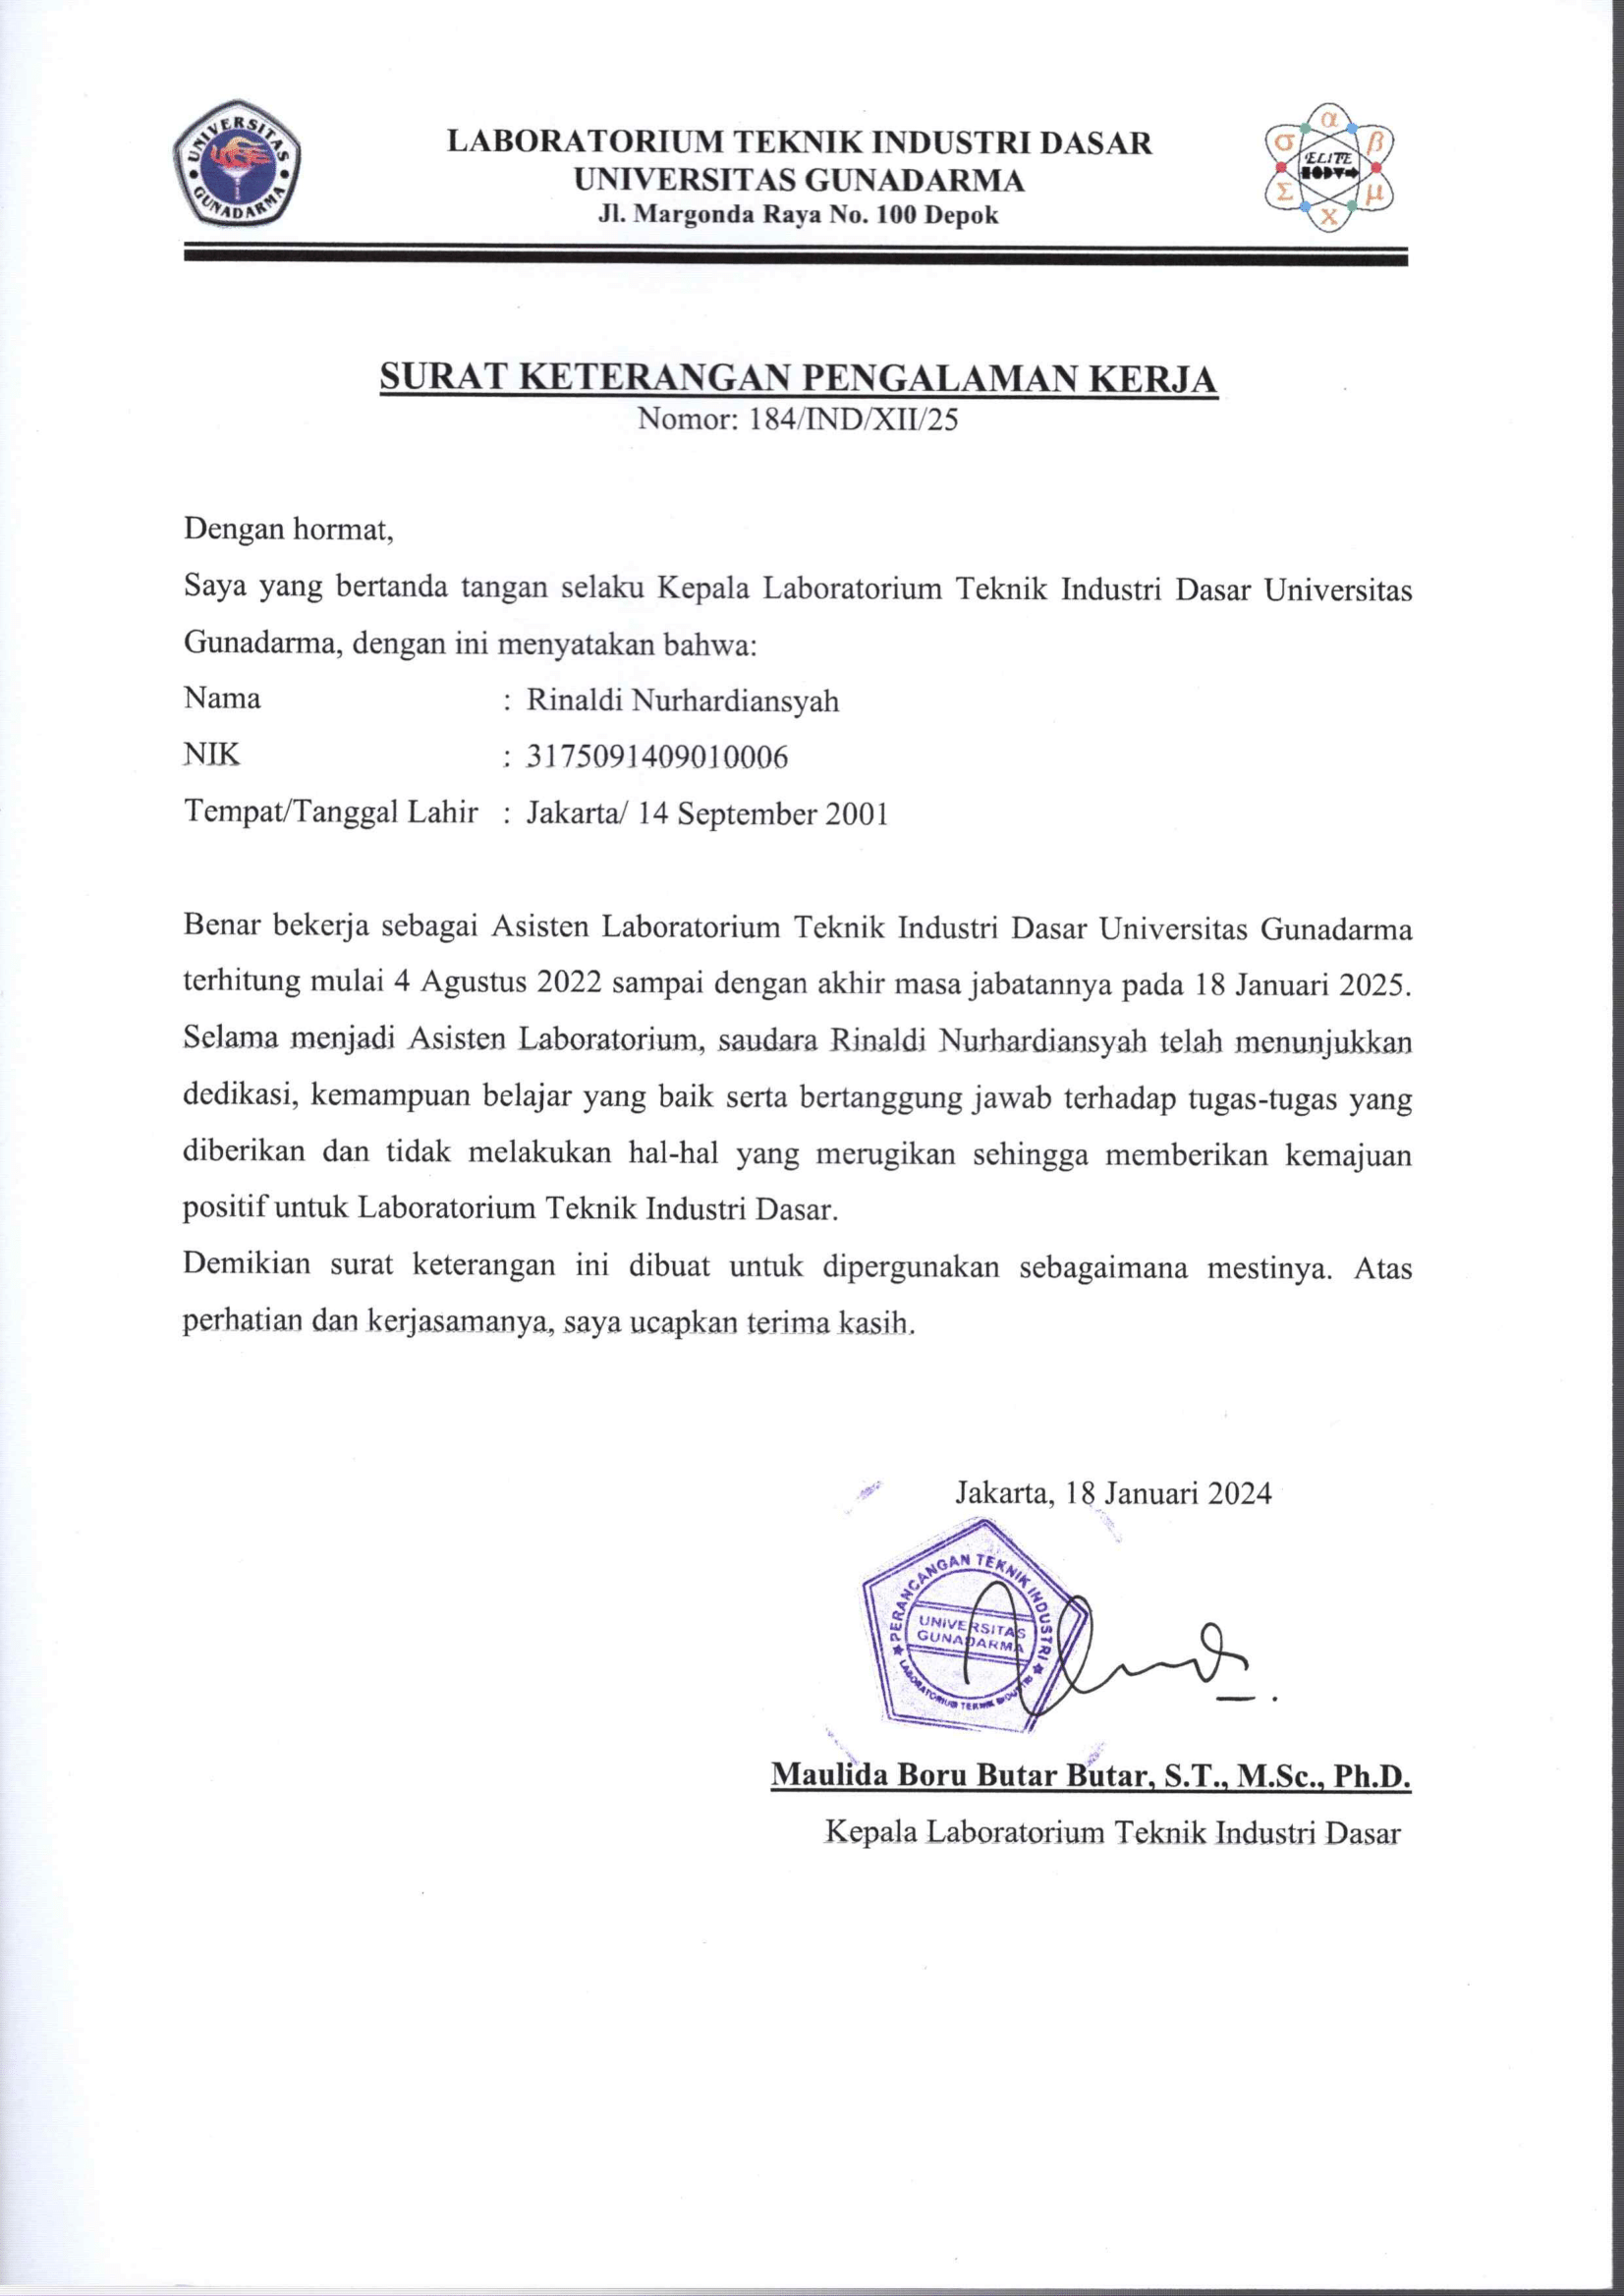 UNIVERSITAS GUNADARMA
LABORATORIUM TEKNIK INDUSTRI DASAR
UNIVERSITAS GUNADARMA
Jl. Margonda Raya No. 100 Depok
α
σ β
ELITE
Σ μ
χ
SURAT KETERANGAN PENGALAMAN KERJA
Nomor: 184/IND/XII/25
Dengan hormat,
Saya yang bertanda tangan selaku Kepala Laboratorium Teknik Industri Dasar Universitas
Gunadarma, dengan ini menyatakan bahwa:
Nama : Rinaldi Nurhardiansyah
NIK : 3175091409010006
Tempat/Tanggal Lahir : Jakarta/ 14 September 2001
Benar bekerja sebagai Asisten Laboratorium Teknik Industri Dasar Universitas Gunadarma
terhitung mulai 4 Agustus 2022 sampai dengan akhir masa jabatannya pada 18 Januari 2025.
Selama menjadi Asisten Laboratorium, saudara Rinaldi Nurhardiansyah telah menunjukkan
dedikasi, kemampuan belajar yang baik serta bertanggung jawab terhadap tugas-tugas yang
diberikan dan tidak melakukan hal-hal yang merugikan sehingga memberikan kemajuan
positif untuk Laboratorium Teknik Industri Dasar.
Demikian surat keterangan ini dibuat untuk dipergunakan sebagaimana mestinya. Atas
perhatian dan kerjasamanya, saya ucapkan terima kasih.
Jakarta, 18 Januari 2024
PERANCANGAN TEKNIK INDUSTRI
UNIVERSITAS
GUNADARMA
LABORATORIUM TEKNIK INDUSTRI
Maulida Boru Butar Butar, S.T., M.Sc., Ph.D.
Kepala Laboratorium Teknik Industri Dasar